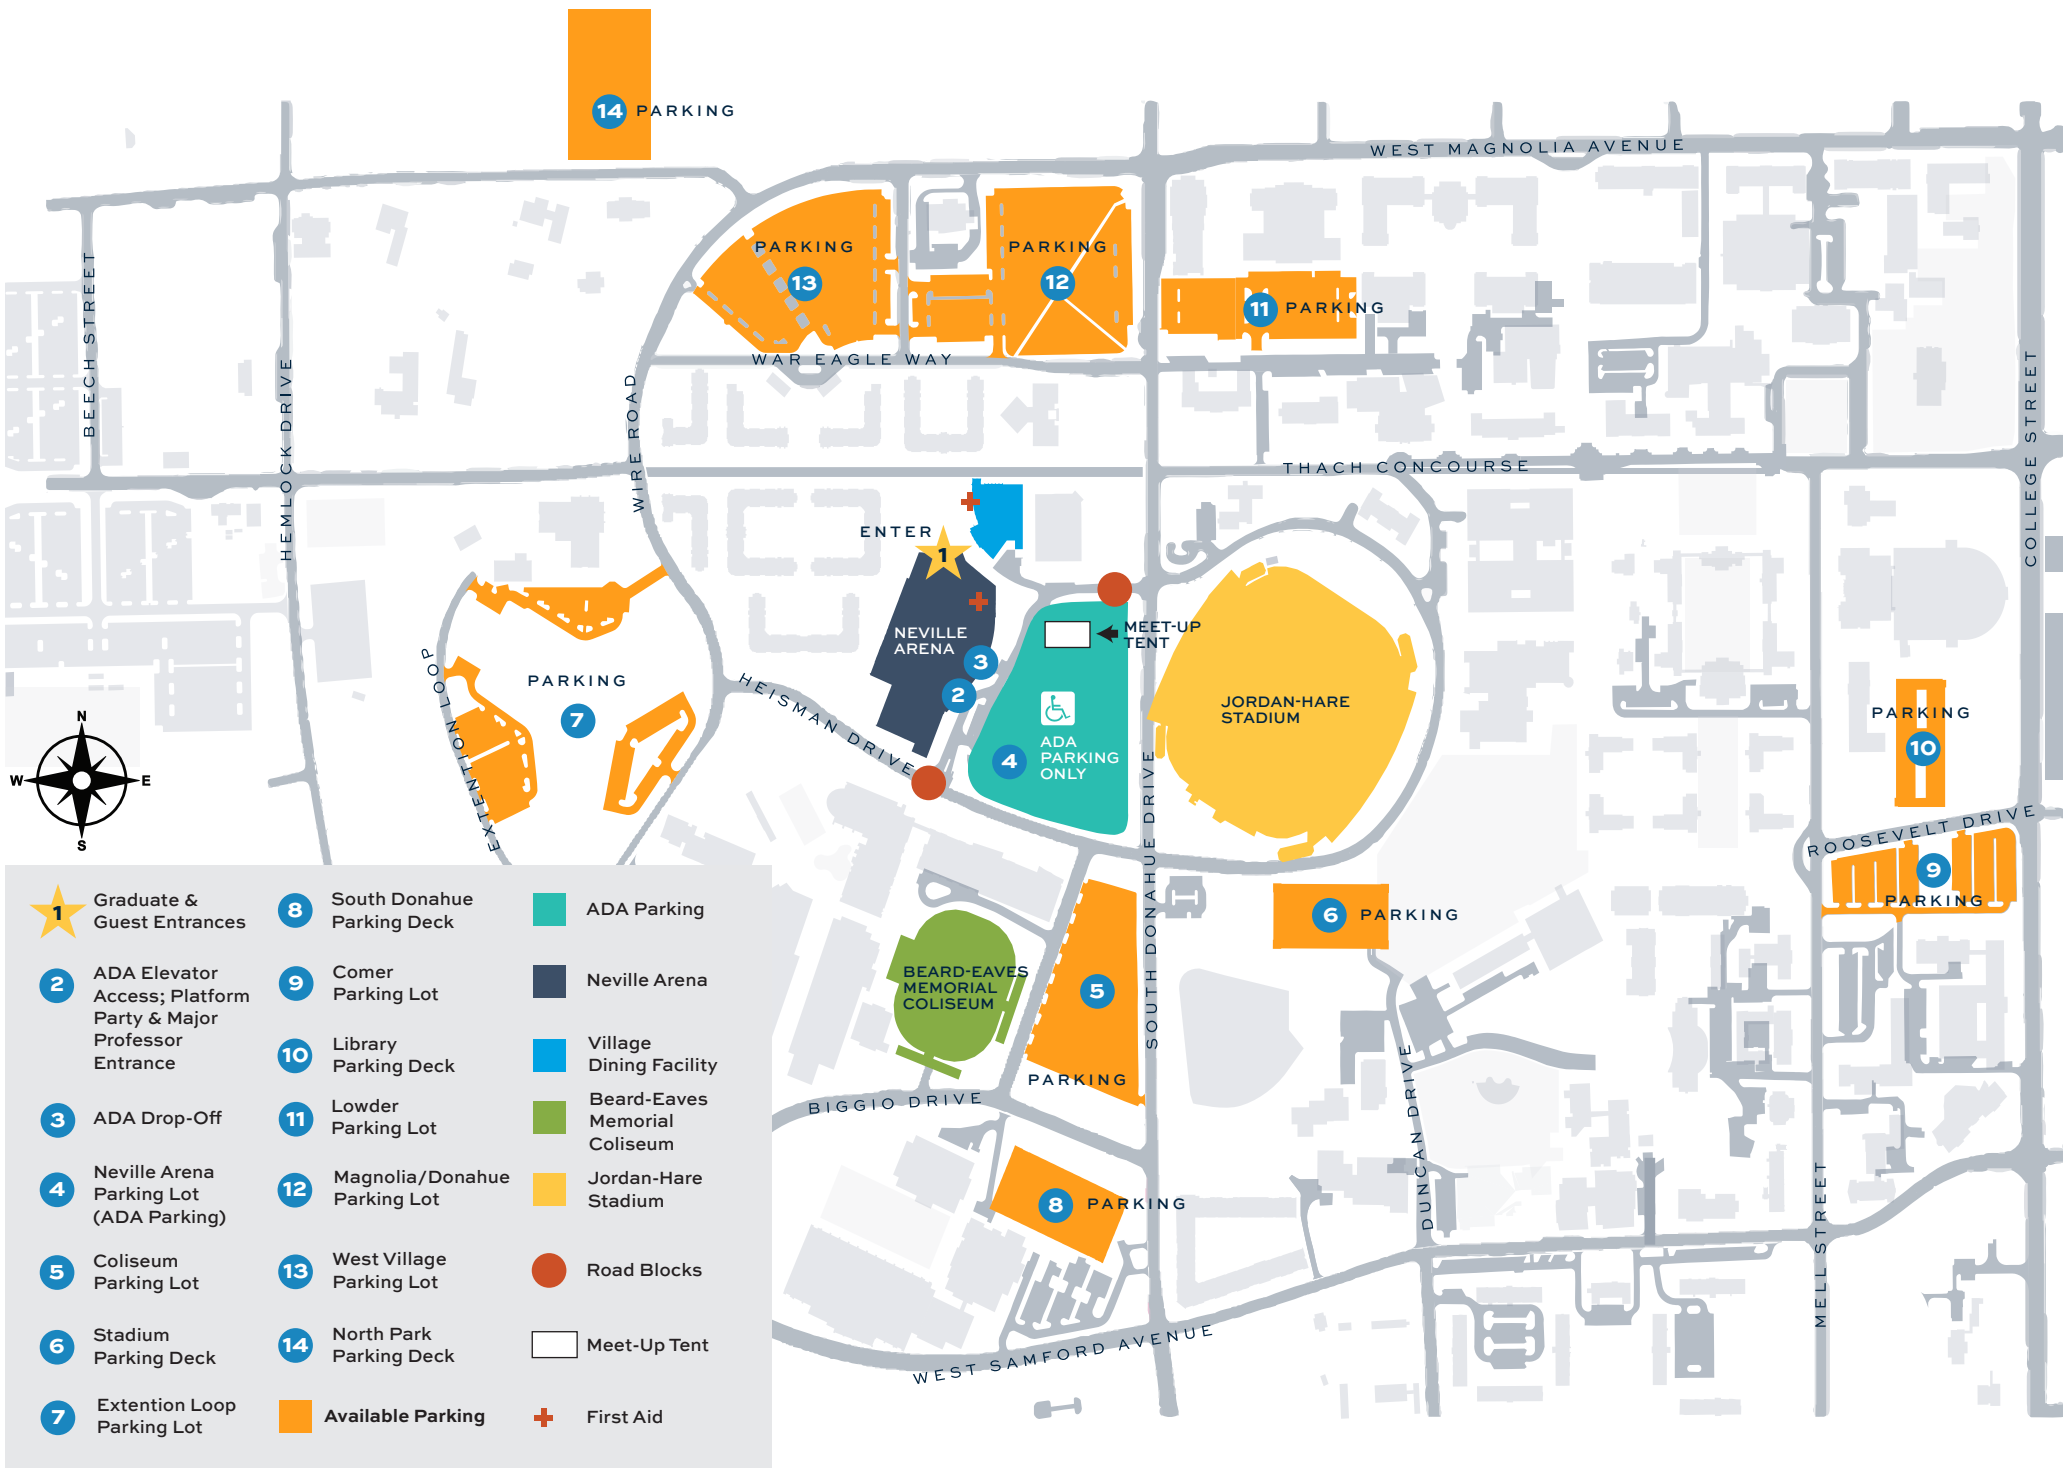 14 PARKING
WEST MAGNOLIA AVENUE
PARKING
13
PARKING
12
11 PARKING
WAR EAGLE WAY
BEECH STREET
HEMLOCK DRIVE
WIRE ROAD
THACH CONCOURSE
COLLEGE STREET
ENTER
1
NEVILLE
ARENA
3
2
MEET-UP
TENT
EXTENTION LOOP
PARKING
7
HEISMAN DRIVE
4
ADA
PARKING
ONLY
JORDAN-HARE
STADIUM
SOUTH DONAHUE DRIVE
PARKING
10
ROOSEVELT DRIVE
9
PARKING
N
W
E
S
6 PARKING
BEARD-EAVES
MEMORIAL
COLISEUM
5
PARKING
BIGGIO DRIVE
DUNCAN DRIVE
8 PARKING
MELL STREET
WEST SAMFORD AVENUE
1
Graduate &
Guest Entrances
2
ADA Elevator
Access; Platform
Party & Major
Professor
Entrance
3
ADA Drop-Off
4
Neville Arena
Parking Lot
(ADA Parking)
5
Coliseum
Parking Lot
6
Stadium
Parking Deck
7
Extention Loop
Parking Lot
8
South Donahue
Parking Deck
9
Comer
Parking Lot
10
Library
Parking Deck
11
Lowder
Parking Lot
12
Magnolia/Donahue
Parking Lot
13
West Village
Parking Lot
14
North Park
Parking Deck
Available Parking
ADA Parking
Neville Arena
Village
Dining Facility
Beard-Eaves
Memorial
Coliseum
Jordan-Hare
Stadium
Road Blocks
Meet-Up Tent
First Aid